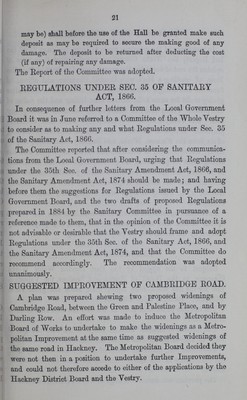 21
may be) shall before the use of the Hall be granted make such
deposit as may be required to secure the making good of any
damage. The deposit to be returned after deducting the cost
(if any) of repairing any damage.
The Report of the Committee was adopted.
REGULATIONS UNDER SEC. 35 OF SANITARY
ACT, 1866.
In consequence of further letters from the Local Government
Board it was in June referred to a Committee of the Whole Vestry
to consider as to making any and what Regulations under Sec. 35
of the Sanitary Act, 1866.
The Committee reported that after considering the communica-
tions from the Local Government Board, urging that Regulations
under the 35th Sec. of the Sanitary Amendment Act, 1866, and
the Sanitary Amendment Act, 1874 should be made; and having
before them the suggestions for Regulations issued by the Local
Government Board, and the two drafts of proposed Regulations
prepared in 1884 by the Sanitary Committee in pursuance of a
reference made to them, that in the opinion of the Committee it is
not advisable or desirable that the Vestry should frame and adopt
Regulations under the 35th Sec. of the Sanitary Act, 1866, and
the Sanitary Amendment Act, 1874, and that the Committee do
recommend accordingly. The recommendation was adopted
unanimously.
SUGGESTED IMPROVEMENT OF CAMBRIDGE ROAD.
A plan was prepared shewing two proposed widenings of
Cambridge Road, between the Green and Palestine Place, and by
Darling Row. An effort was made to induce the Metropolitan
Board of Works to undertake to make the widenings as a Metro-
politan Improvement at the same time as suggested widenings of
the same road in Hackney. The Metropolitan Board decided they
were not then in a position to undertake further Improvements,
and could not therefore accede to either of the applications by the
Hackney District Board and the Vestry.